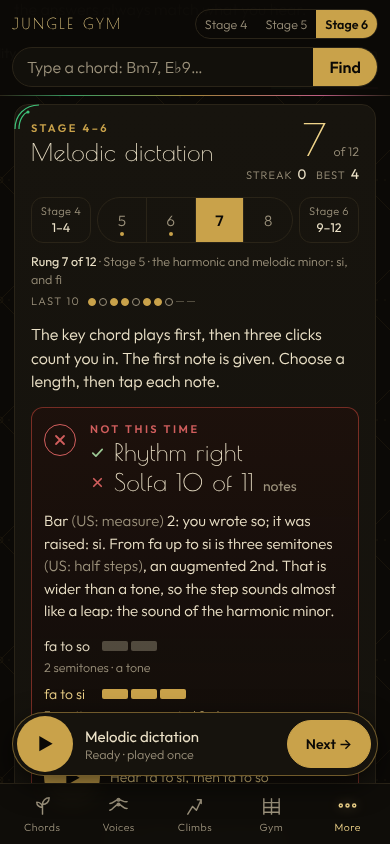 JUNGLE GYM
Stage 4 Stage 5 Stage 6
Type a chord: Bm7, E♭9… Find
STAGE 4–6
Melodic dictation
7 of 12
STREAK 0 BEST 4
Stage 4
1–4
5 6 7 8
Stage 6
9–12
Rung 7 of 12 · Stage 5 · the harmonic and melodic minor: si,
and fi
LAST 10
The key chord plays first, then three clicks
count you in. The first note is given. Choose a
length, then tap each note.
NOT THIS TIME
Rhythm right
Solfa 10 of 11 notes
Bar (US: measure) 2: you wrote so; it was
raised: si. From fa up to si is three semitones
(US: half steps), an augmented 2nd. That is
wider than a tone, so the step sounds almost
like a leap: the sound of the harmonic minor.
fa to so
2 semitones · a tone
fa to si
Melodic dictation
Ready · played once
Next →
Hear fa to si, then fa to so
Chords Voices Climbs Gym More